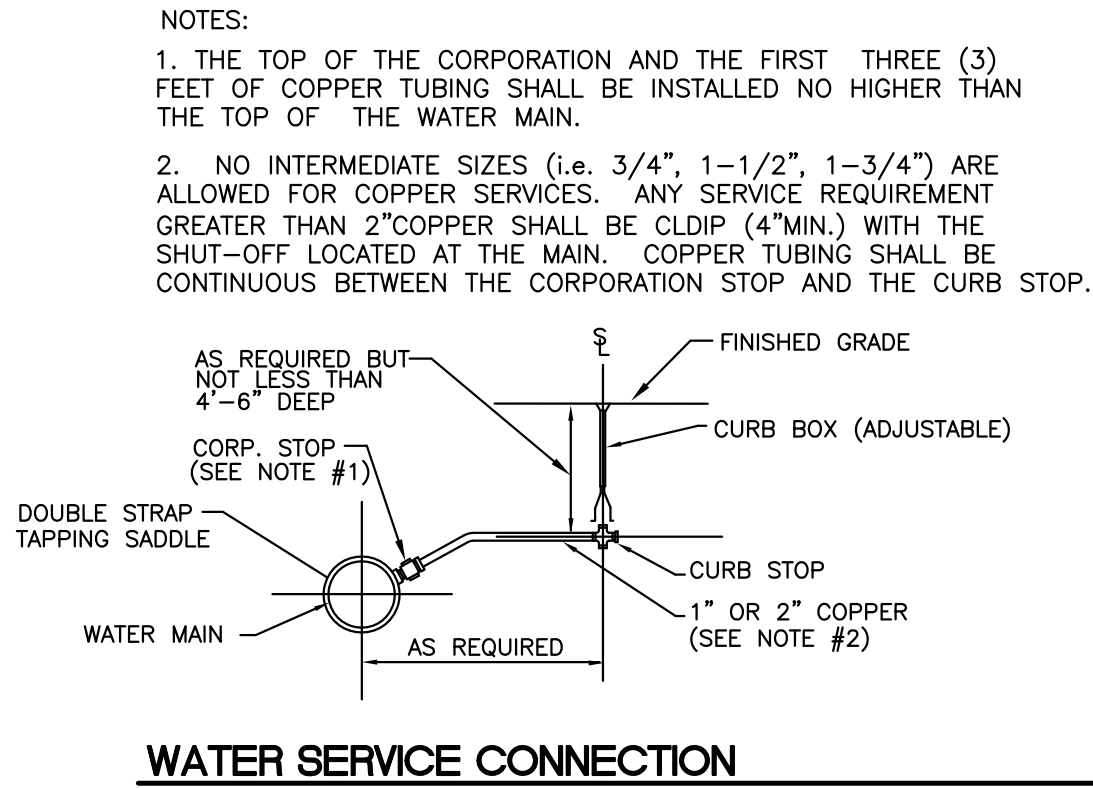 NOTES:
1. THE TOP OF THE CORPORATION AND THE FIRST THREE (3)
FEET OF COPPER TUBING SHALL BE INSTALLED NO HIGHER THAN
THE TOP OF THE WATER MAIN.
2. NO INTERMEDIATE SIZES (i.e. 3/4", 1-1/2", 1-3/4") ARE
ALLOWED FOR COPPER SERVICES. ANY SERVICE REQUIREMENT
GREATER THAN 2"COPPER SHALL BE CLDIP (4"MIN.) WITH THE
SHUT-OFF LOCATED AT THE MAIN. COPPER TUBING SHALL BE
CONTINUOUS BETWEEN THE CORPORATION STOP AND THE CURB STOP.
SL
FINISHED GRADE
AS REQUIRED BUT
NOT LESS THAN
4'-6" DEEP
CURB BOX (ADJUSTABLE)
CORP. STOP
(SEE NOTE #1)
DOUBLE STRAP
TAPPING SADDLE
CURB STOP
1" OR 2" COPPER
(SEE NOTE #2)
WATER MAIN
AS REQUIRED
WATER SERVICE CONNECTION